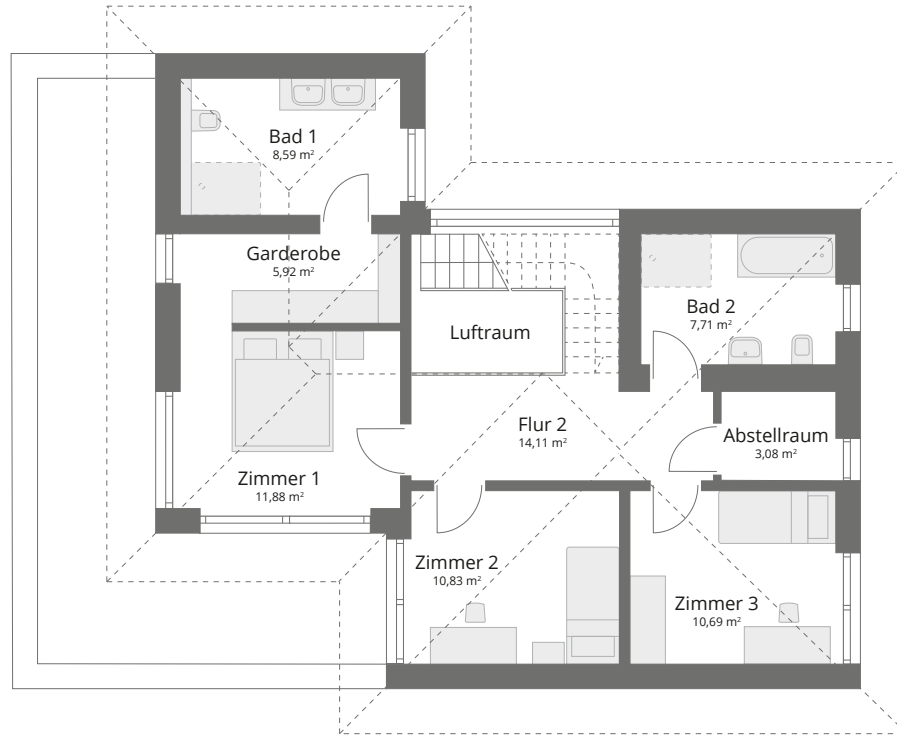 Bad 1
8,59 m²
Garderobe
5,92 m²
Luftraum
Bad 2
7,71 m²
Flur 2
14,11 m²
Abstellraum
3,08 m²
Zimmer 1
11,88 m²
Zimmer 2
10,83 m²
Zimmer 3
10,69 m²